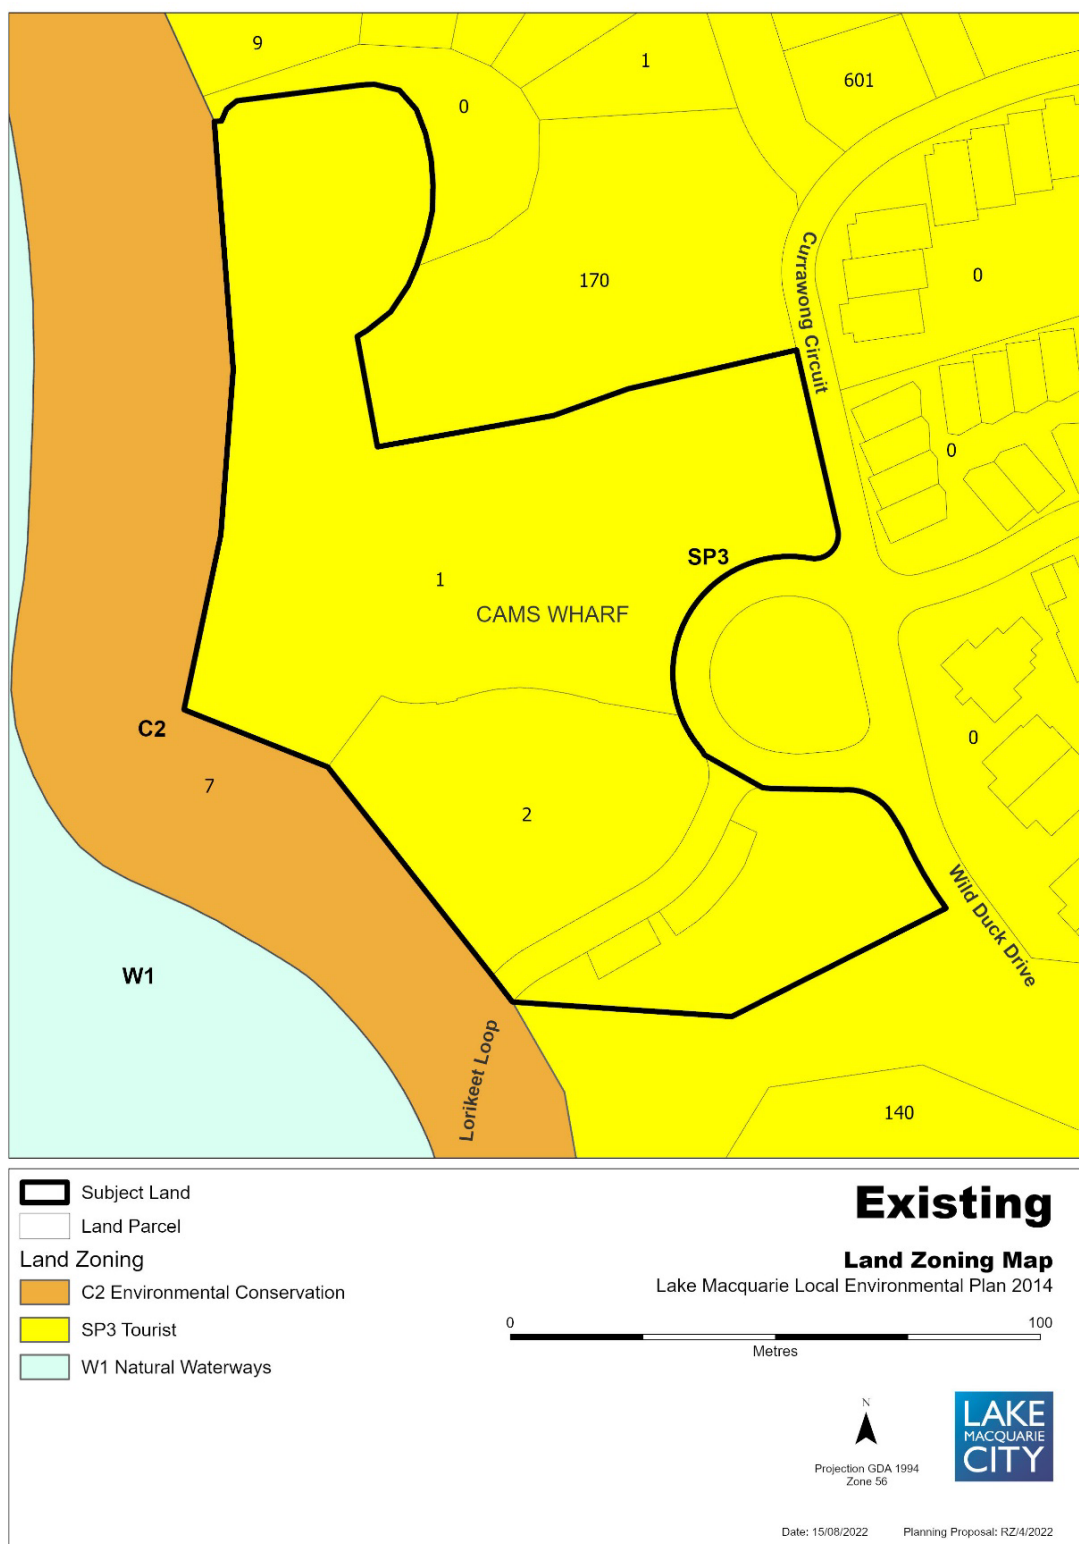 9
0
1
601
Currawong Circuit
170
0
0
SP3
1
CAMS WHARF
C2
7
0
2
Wild Duck Drive
W1
Lorikeet Loop
140
Subject Land
Land Parcel
Land Zoning
C2 Environmental Conservation
SP3 Tourist
W1 Natural Waterways
Existing
Land Zoning Map
Lake Macquarie Local Environmental Plan 2014
0 100
Metres
N
Projection GDA 1994
Zone 56
LAKE
MACQUARIE
CITY
Date: 15/08/2022 Planning Proposal: RZ/4/2022